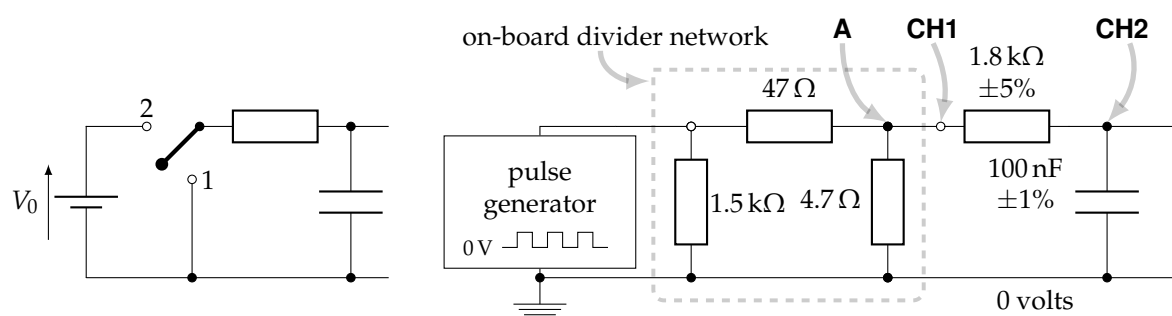 on-board divider network
A
CH1
CH2
1.8 kΩ
±5%
47 Ω
2
1
V₀
pulse
generator
0 V
1.5 kΩ
4.7 Ω
100 nF
±1%
0 volts